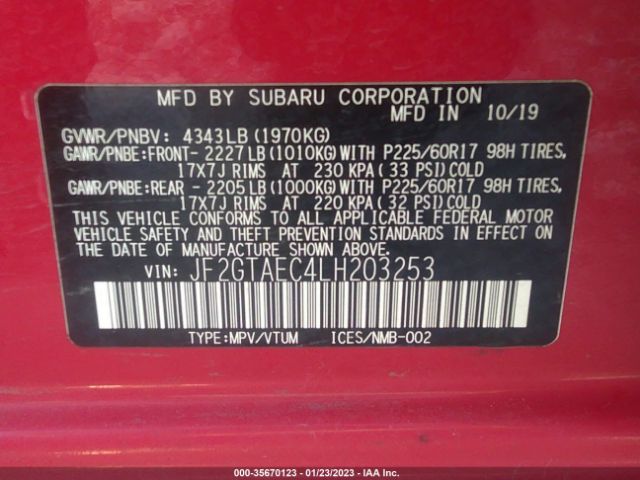 MFD BY SUBARU CORPORATION
MFD IN 10/19
GVWR/PNBV: 4343LB(1970KG)
GAWR/PNBE:FRONT- 2227LB(1010KG)WITH P225/60R17 98H TIRES,
17X7J RIMS AT 230 KPA(33 PSI)COLD
GAWR/PNBE:REAR - 2205LB(1000KG)WITH P225/60R17 98H TIRES,
17X7J RIMS AT 220 KPA(32 PSI)COLD
THIS VEHICLE CONFORMS TO ALL APPLICABLE FEDERAL MOTOR
VEHICLE SAFETY AND THEFT PREVENTION STANDARDS IN EFFECT ON
THE DATE OF MANUFACTURE SHOWN ABOVE.
VIN: JF2GTAEC4LH203253
TYPE:MPV/VTUM ICES/NMB-002
000-35670123 - 01/23/2023 - IAA Inc.